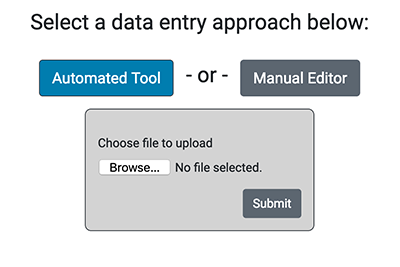 Select a data entry approach below:
Automated Tool - or - Manual Editor
Choose file to upload
Browse... No file selected.
Submit